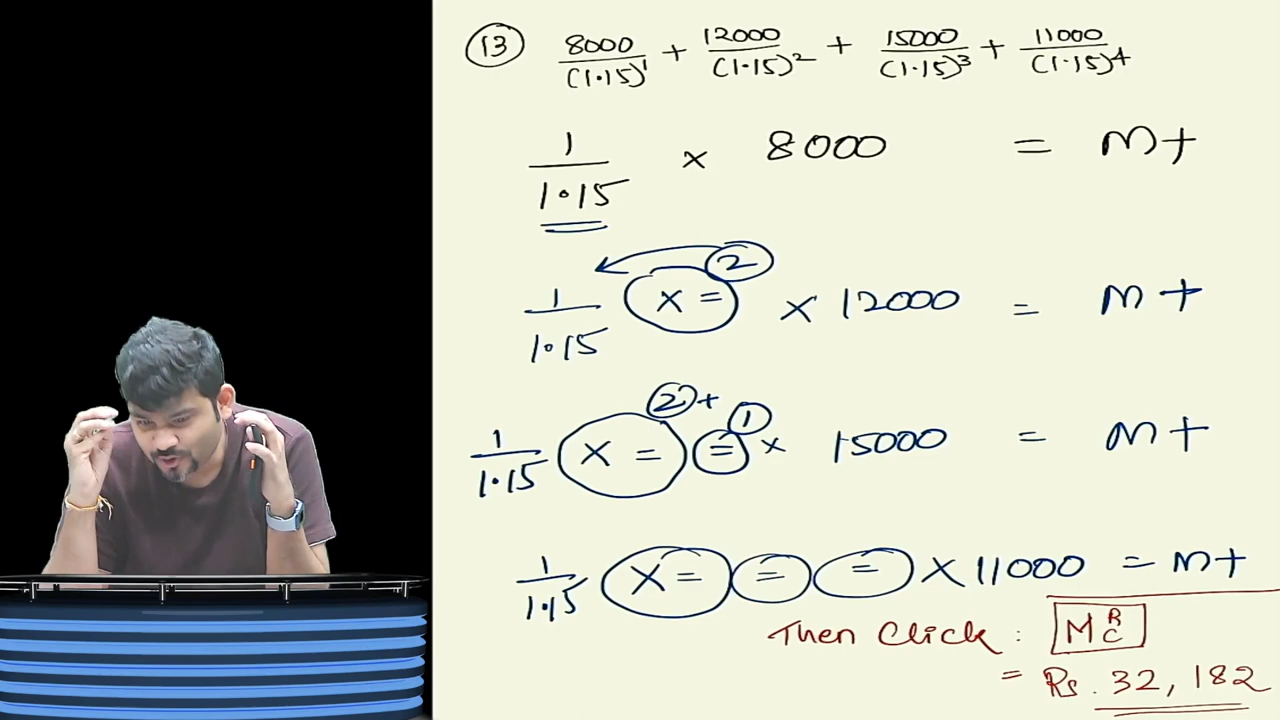 (13) 8000/(1.15)¹ + 12000/(1.15)² + 15000/(1.15)³ + 11000/(1.15)⁴
1/1.15 × 8000 = m+
2
1/1.15 × = × 12000 = m+
2 + 1
1/1.15 × = = × 15000 = m+
1/1.15 × = = = × 11000 = m+
Then Click : MRC
= Rs. 32,182